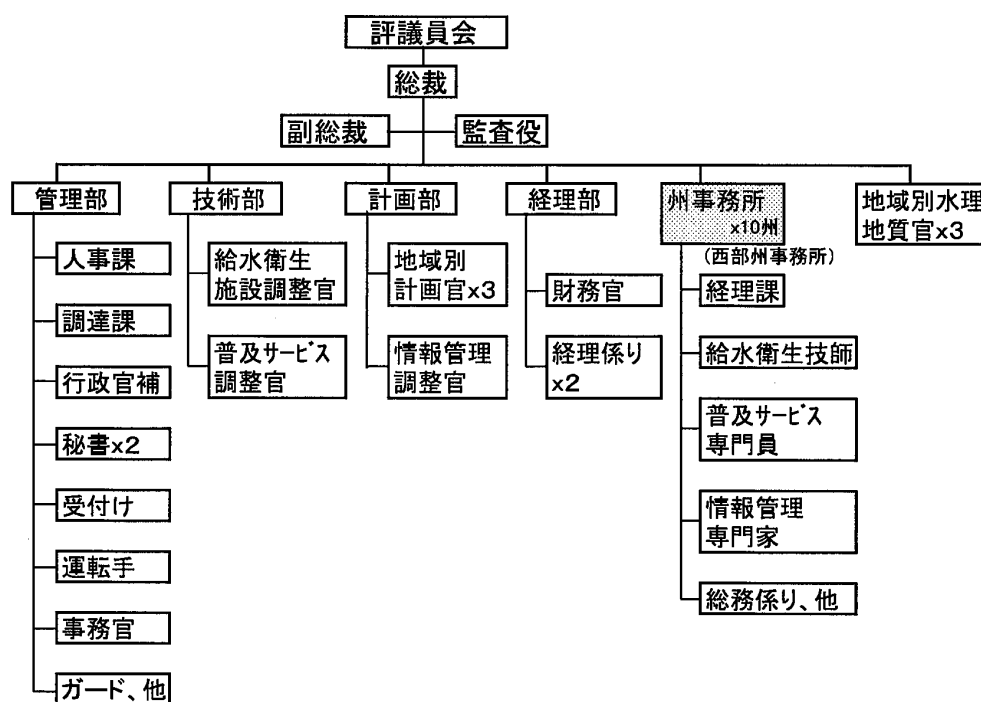 評議員会
総裁
副総裁
監査役
管理部
人事課
調達課
行政官補
秘書x2
受付け
運転手
事務官
ガード、他
技術部
給水衛生
施設調整官
普及サービス
調整官
計画部
地域別
計画官x3
情報管理
調整官
経理部
財務官
経理係り
x2
州事務所
x10州
(西部州事務所)
経理課
給水衛生技師
普及サービス
専門員
情報管理
専門家
総務係り、他
地域別水理
地質官x3